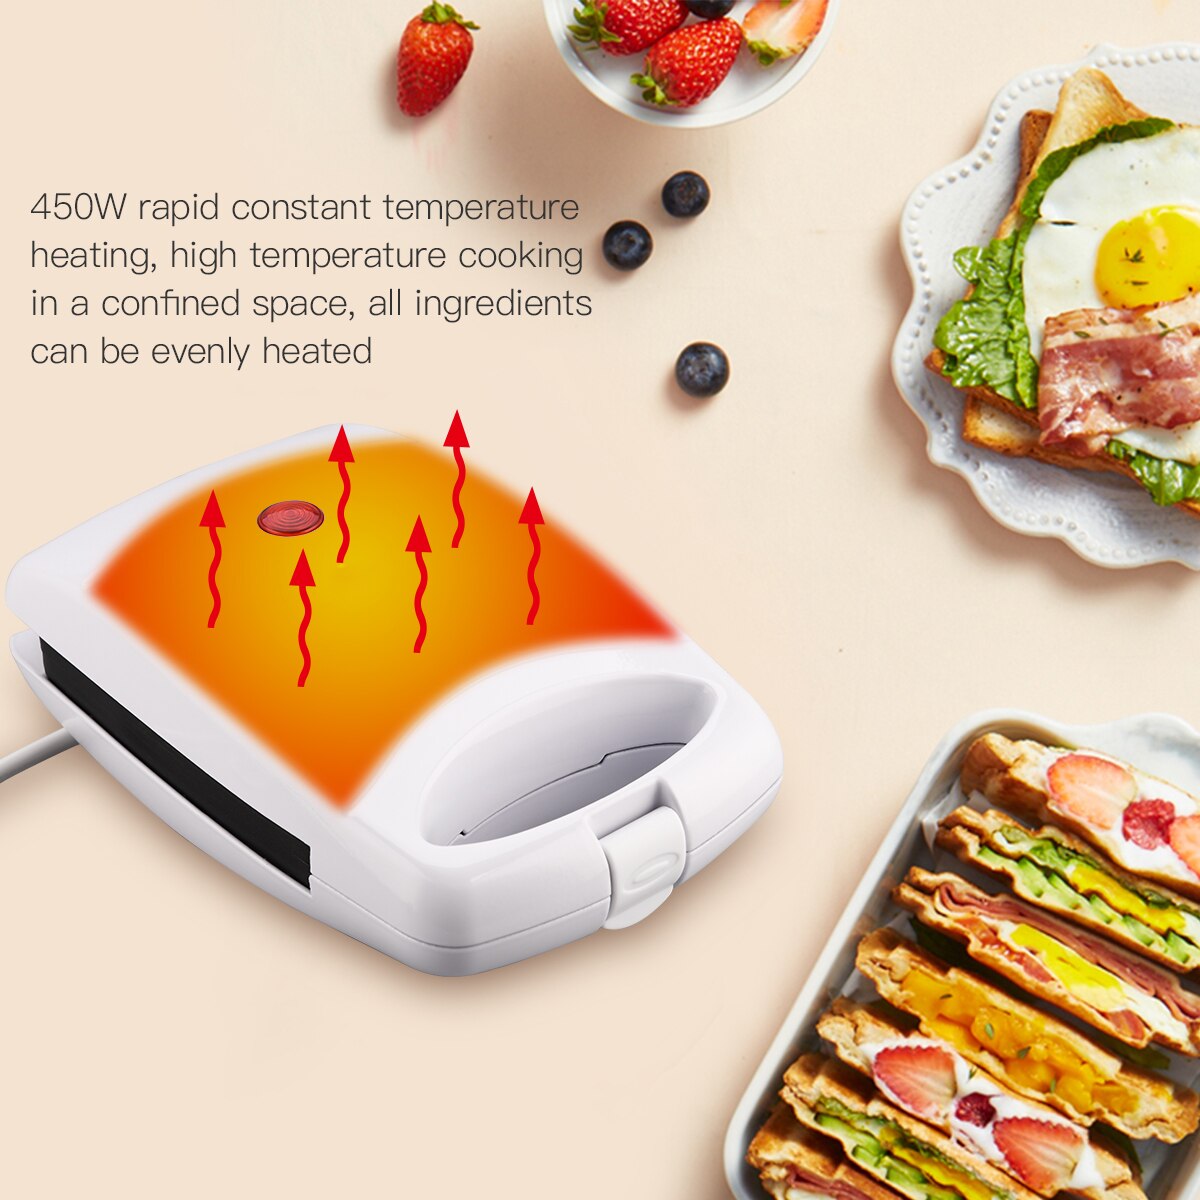 450W rapid constant temperature
heating, high temperature cooking
in a confined space, all ingredients
can be evenly heated